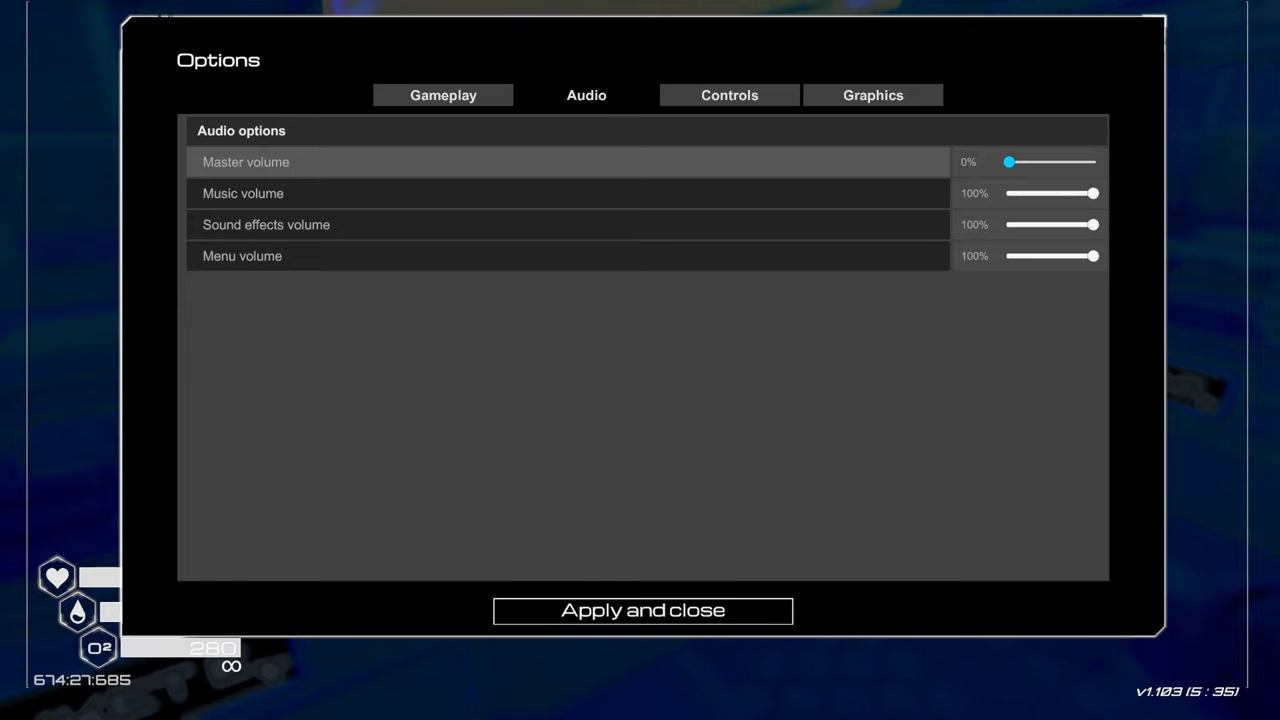 Options
Gameplay Audio Controls Graphics
Audio options
Master volume 0%
Music volume 100%
Sound effects volume 100%
Menu volume 100%
Apply and close
O² 280
∞
674:27:685
v1.103 (5 : 35)